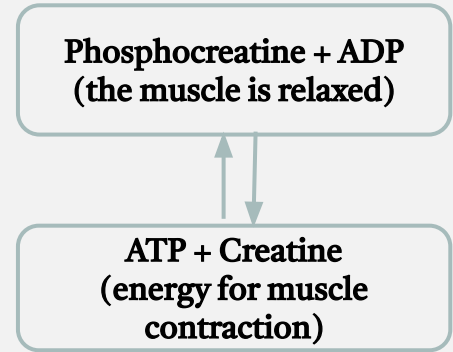 Phosphocreatine + ADP
(the muscle is relaxed)
ATP + Creatine
(energy for muscle
contraction)